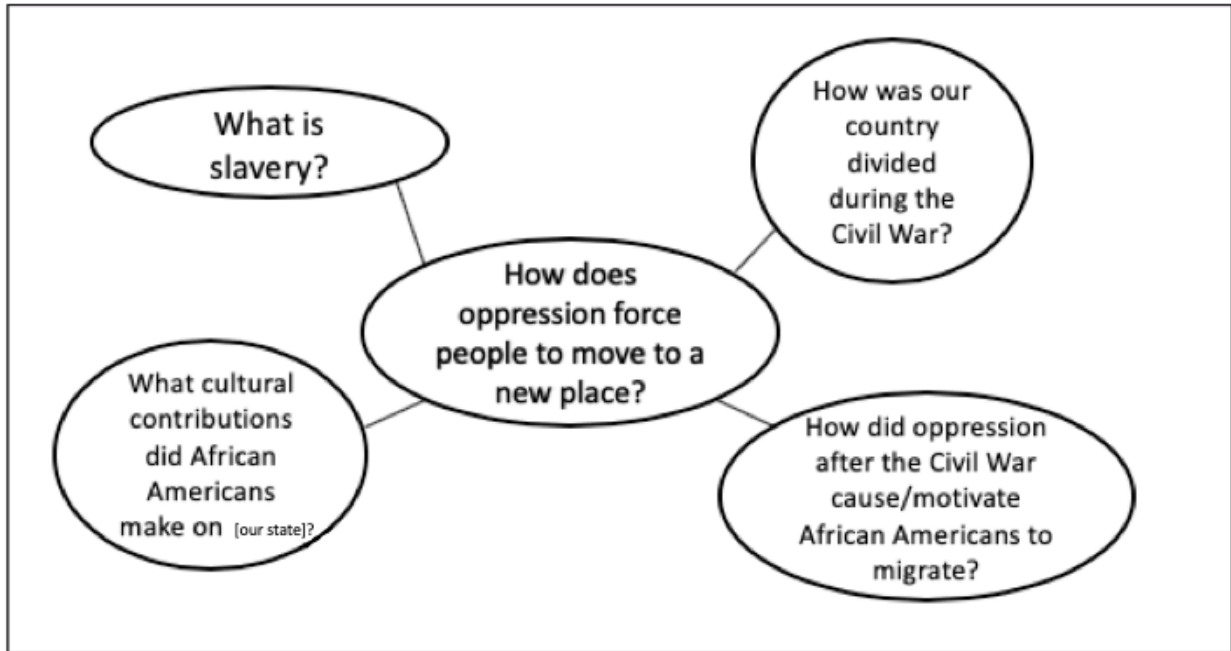 What is
slavery?
How was our
country
divided
during the
Civil War?
How does
oppression force
people to move to a
new place?
What cultural
contributions
did African
Americans
make on [our state]?
How did oppression
after the Civil War
cause/motivate
African Americans to
migrate?